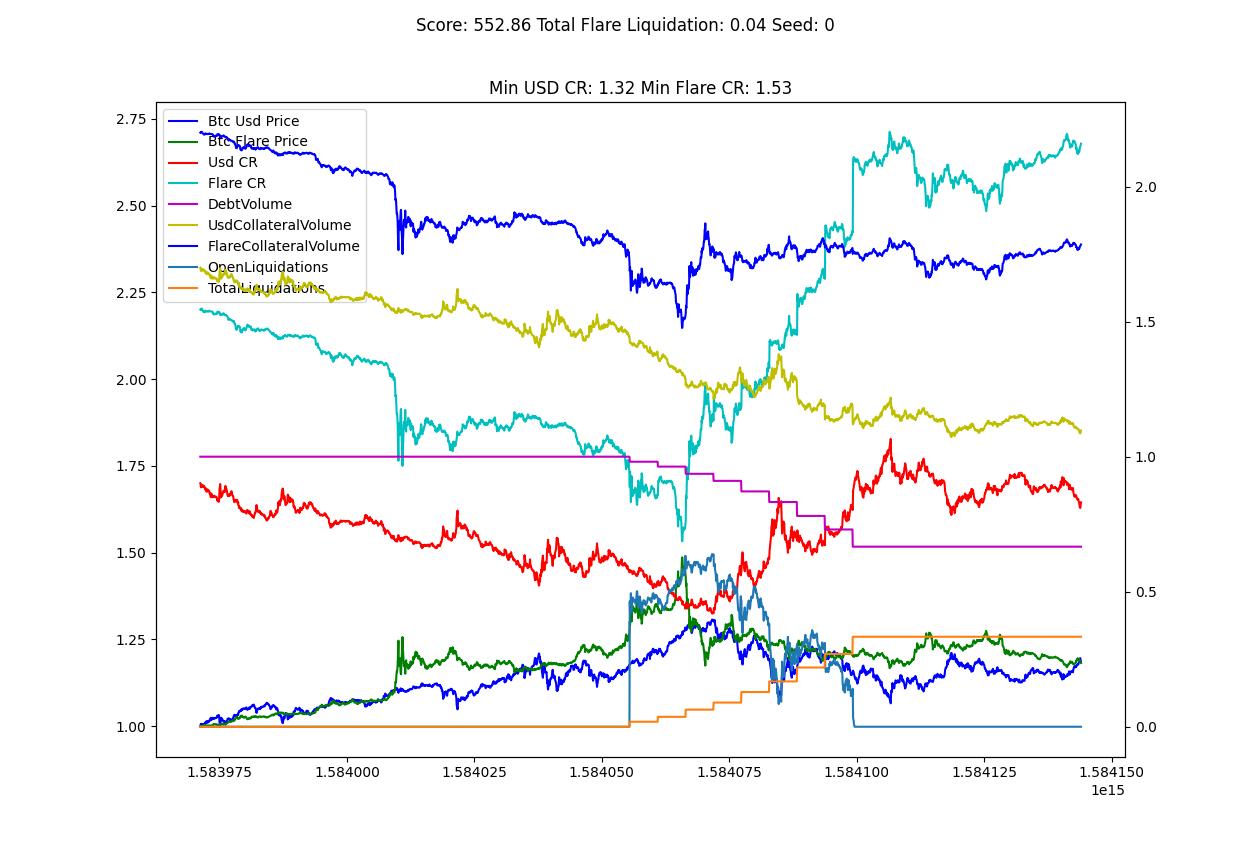 Score: 552.86 Total Flare Liquidation: 0.04 Seed: 0
Min USD CR: 1.32 Min Flare CR: 1.53
Btc Usd Price
Btc Flare Price
Usd CR
Flare CR
DebtVolume
UsdCollateralVolume
FlareCollateralVolume
OpenLiquidations
TotalLiquidations
2.75
2.50
2.25
2.00
1.75
1.50
1.25
1.00
2.0
1.5
1.0
0.5
0.0
1.583975 1.584000 1.584025 1.584050 1.584075 1.584100 1.584125 1.584150
1e15